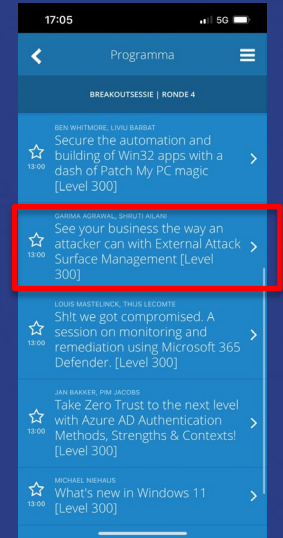 17:05
5G
Programma
BREAKOUTSESSIE | RONDE 4
BEN WHITMORE, LIVIU BARBAT
Secure the automation and
building of Win32 apps with a
dash of Patch My PC magic
[Level 300]
13:00
GARIMA AGRAWAL, SHRUTI AILANI
See your business the way an
attacker can with External Attack
Surface Management [Level
300]
13:00
LOUIS MASTELINCK, THIJS LECOMTE
Sh!t we got compromised. A
session on monitoring and
remediation using Microsoft 365
Defender. [Level 300]
13:00
JAN BAKKER, PIM JACOBS
Take Zero Trust to the next level
with Azure AD Authentication
Methods, Strengths & Contexts!
[Level 300]
13:00
MICHAEL NIEHAUS
What's new in Windows 11
[Level 300]
13:00